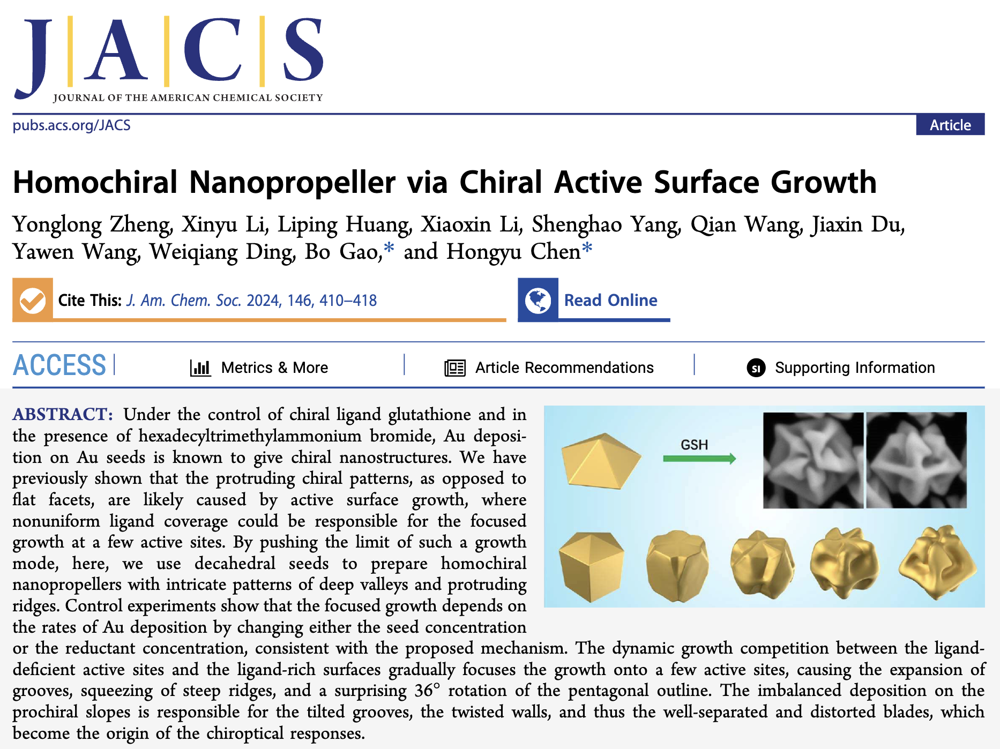 J|A|C|S
JOURNAL OF THE AMERICAN CHEMICAL SOCIETY
pubs.acs.org/JACS
Article
Homochiral Nanopropeller via Chiral Active Surface Growth
Yonglong Zheng, Xinyu Li, Liping Huang, Xiaoxin Li, Shenghao Yang, Qian Wang, Jiaxin Du,
Yawen Wang, Weiqiang Ding, Bo Gao,* and Hongyu Chen*
Cite This: J. Am. Chem. Soc. 2024, 146, 410–418
Read Online
ACCESS
Metrics & More
Article Recommendations
SI Supporting Information
ABSTRACT: Under the control of chiral ligand glutathione and in
the presence of hexadecyltrimethylammonium bromide, Au deposi-
tion on Au seeds is known to give chiral nanostructures. We have
previously shown that the protruding chiral patterns, as opposed to
flat facets, are likely caused by active surface growth, where
nonuniform ligand coverage could be responsible for the focused
growth at a few active sites. By pushing the limit of such a growth
mode, here, we use decahedral seeds to prepare homochiral
nanopropellers with intricate patterns of deep valleys and protruding
ridges. Control experiments show that the focused growth depends on
the rates of Au deposition by changing either the seed concentration
or the reductant concentration, consistent with the proposed mechanism. The dynamic growth competition between the ligand-
deficient active sites and the ligand-rich surfaces gradually focuses the growth onto a few active sites, causing the expansion of
grooves, squeezing of steep ridges, and a surprising 36° rotation of the pentagonal outline. The imbalanced deposition on the
prochiral slopes is responsible for the tilted grooves, the twisted walls, and thus the well-separated and distorted blades, which
become the origin of the chiroptical responses.
GSH